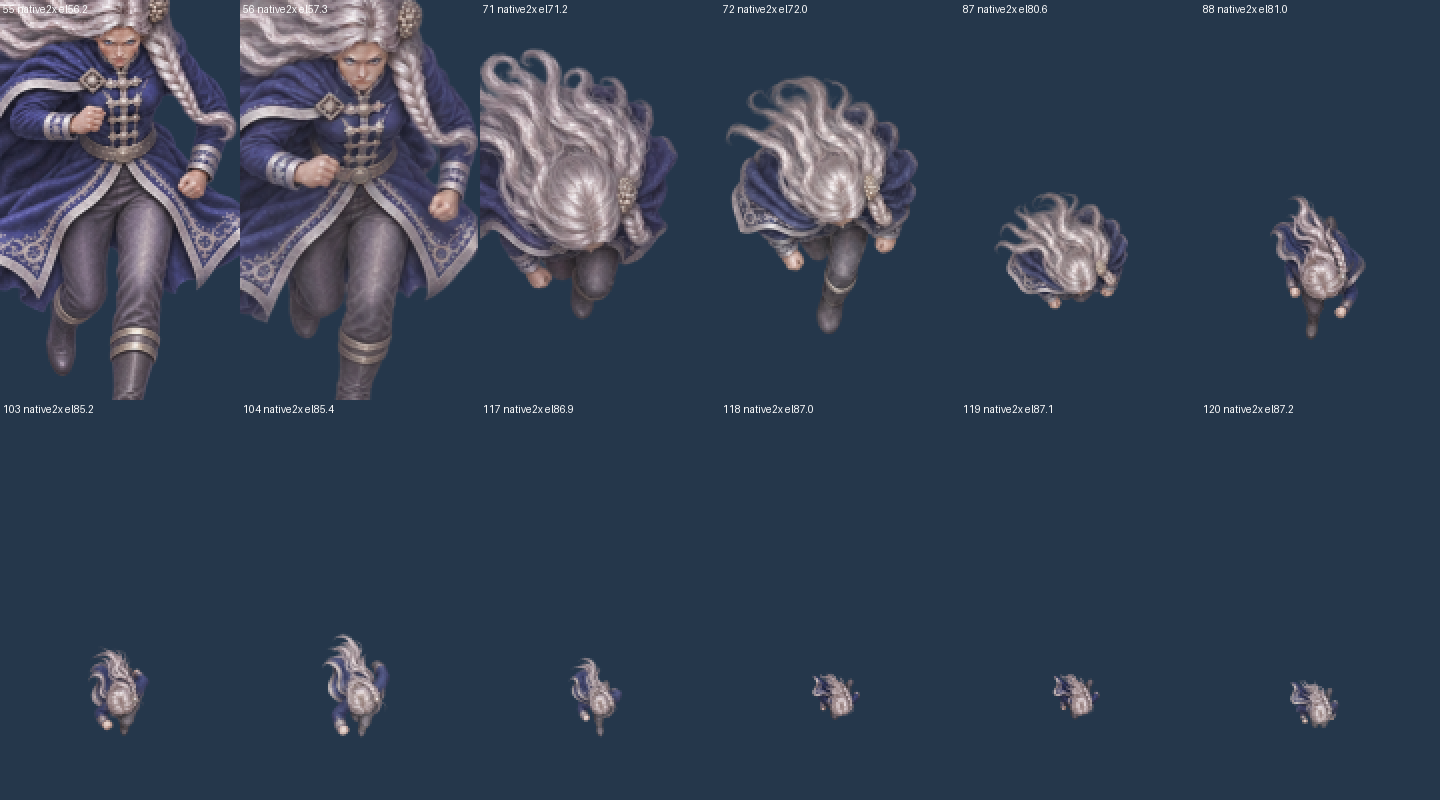 55 native2x el56.2
56 native2x el57.3
71 native2x el71.2
72 native2x el72.0
87 native2x el80.6
88 native2x el81.0
103 native2x el85.2
104 native2x el85.4
117 native2x el86.9
118 native2x el87.0
119 native2x el87.1
120 native2x el87.2